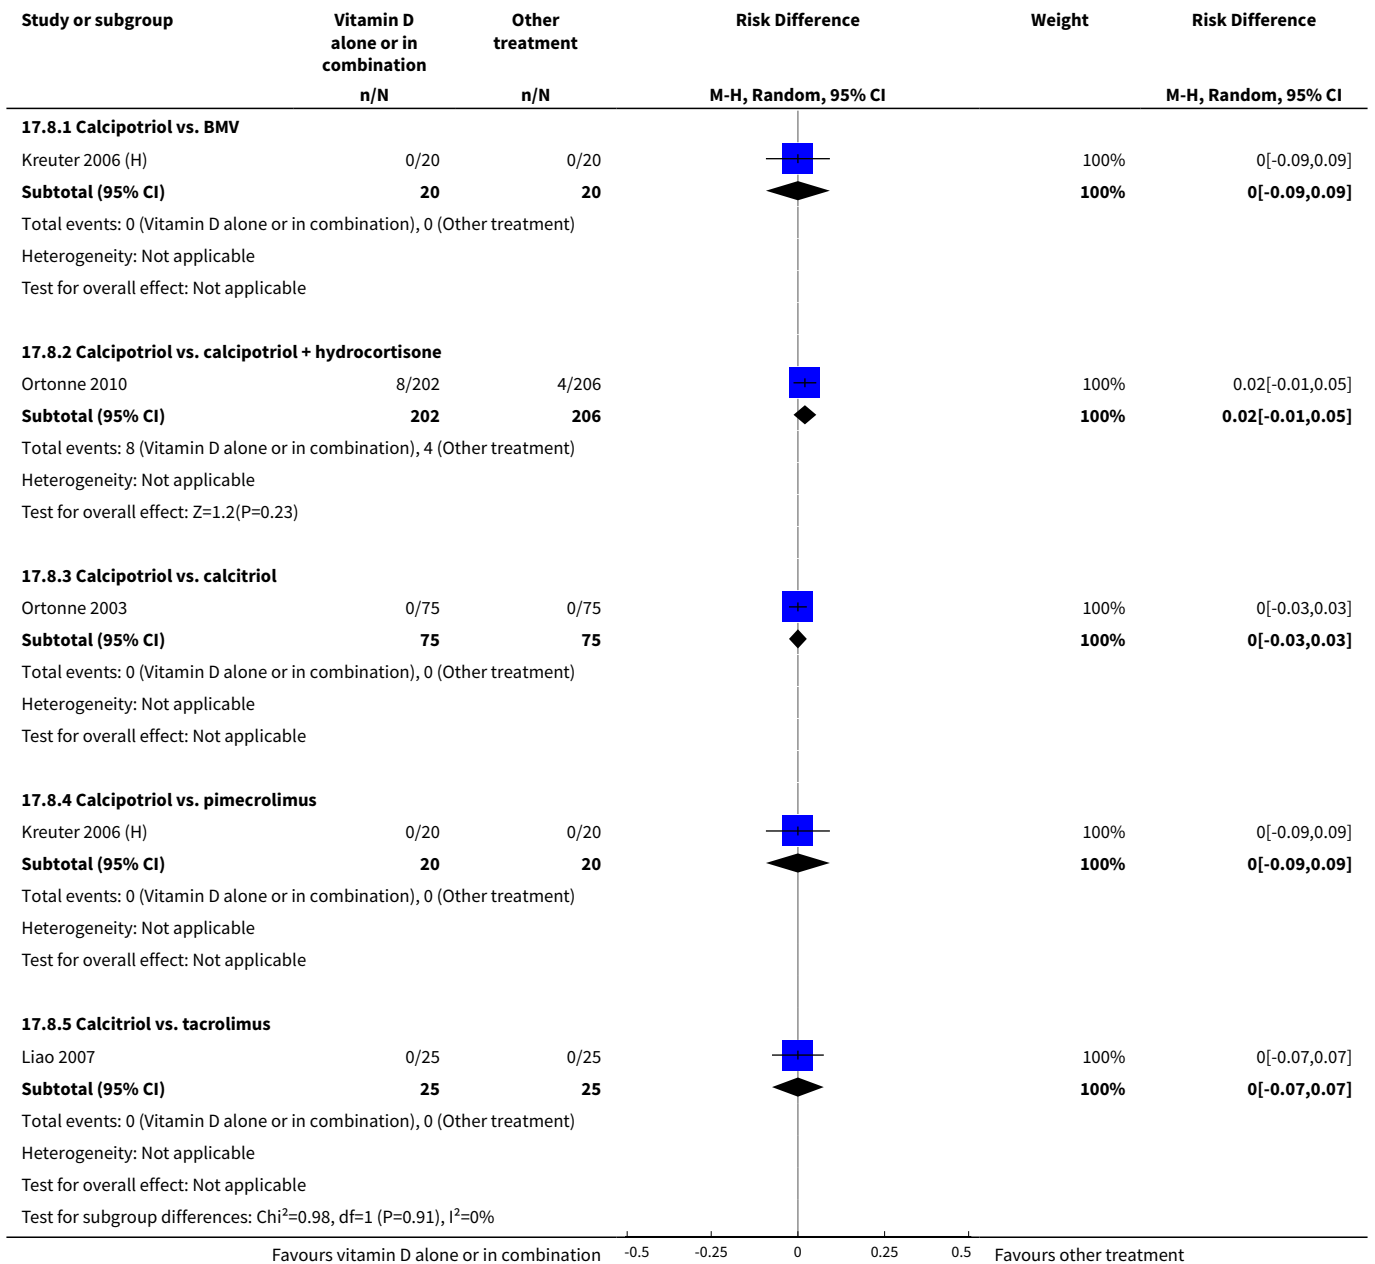 Study or subgroup Vitamin D Other Risk Difference Weight Risk Difference
alone or in treatment
combination
n/N n/N M-H, Random, 95% CI M-H, Random, 95% CI
17.8.1 Calcipotriol vs. BMV
Kreuter 2006 (H) 0/20 0/20 100% 0[-0.09,0.09]
Subtotal (95% CI) 20 20 100% 0[-0.09,0.09]
Total events: 0 (Vitamin D alone or in combination), 0 (Other treatment)
Heterogeneity: Not applicable
Test for overall effect: Not applicable
17.8.2 Calcipotriol vs. calcipotriol + hydrocortisone
Ortonne 2010 8/202 4/206 100% 0.02[-0.01,0.05]
Subtotal (95% CI) 202 206 100% 0.02[-0.01,0.05]
Total events: 8 (Vitamin D alone or in combination), 4 (Other treatment)
Heterogeneity: Not applicable
Test for overall effect: Z=1.2(P=0.23)
17.8.3 Calcipotriol vs. calcitriol
Ortonne 2003 0/75 0/75 100% 0[-0.03,0.03]
Subtotal (95% CI) 75 75 100% 0[-0.03,0.03]
Total events: 0 (Vitamin D alone or in combination), 0 (Other treatment)
Heterogeneity: Not applicable
Test for overall effect: Not applicable
17.8.4 Calcipotriol vs. pimecrolimus
Kreuter 2006 (H) 0/20 0/20 100% 0[-0.09,0.09]
Subtotal (95% CI) 20 20 100% 0[-0.09,0.09]
Total events: 0 (Vitamin D alone or in combination), 0 (Other treatment)
Heterogeneity: Not applicable
Test for overall effect: Not applicable
17.8.5 Calcitriol vs. tacrolimus
Liao 2007 0/25 0/25 100% 0[-0.07,0.07]
Subtotal (95% CI) 25 25 100% 0[-0.07,0.07]
Total events: 0 (Vitamin D alone or in combination), 0 (Other treatment)
Heterogeneity: Not applicable
Test for overall effect: Not applicable
Test for subgroup differences: Chi²=0.98, df=1 (P=0.91), I²=0%
Favours vitamin D alone or in combination -0.5 -0.25 0 0.25 0.5 Favours other treatment